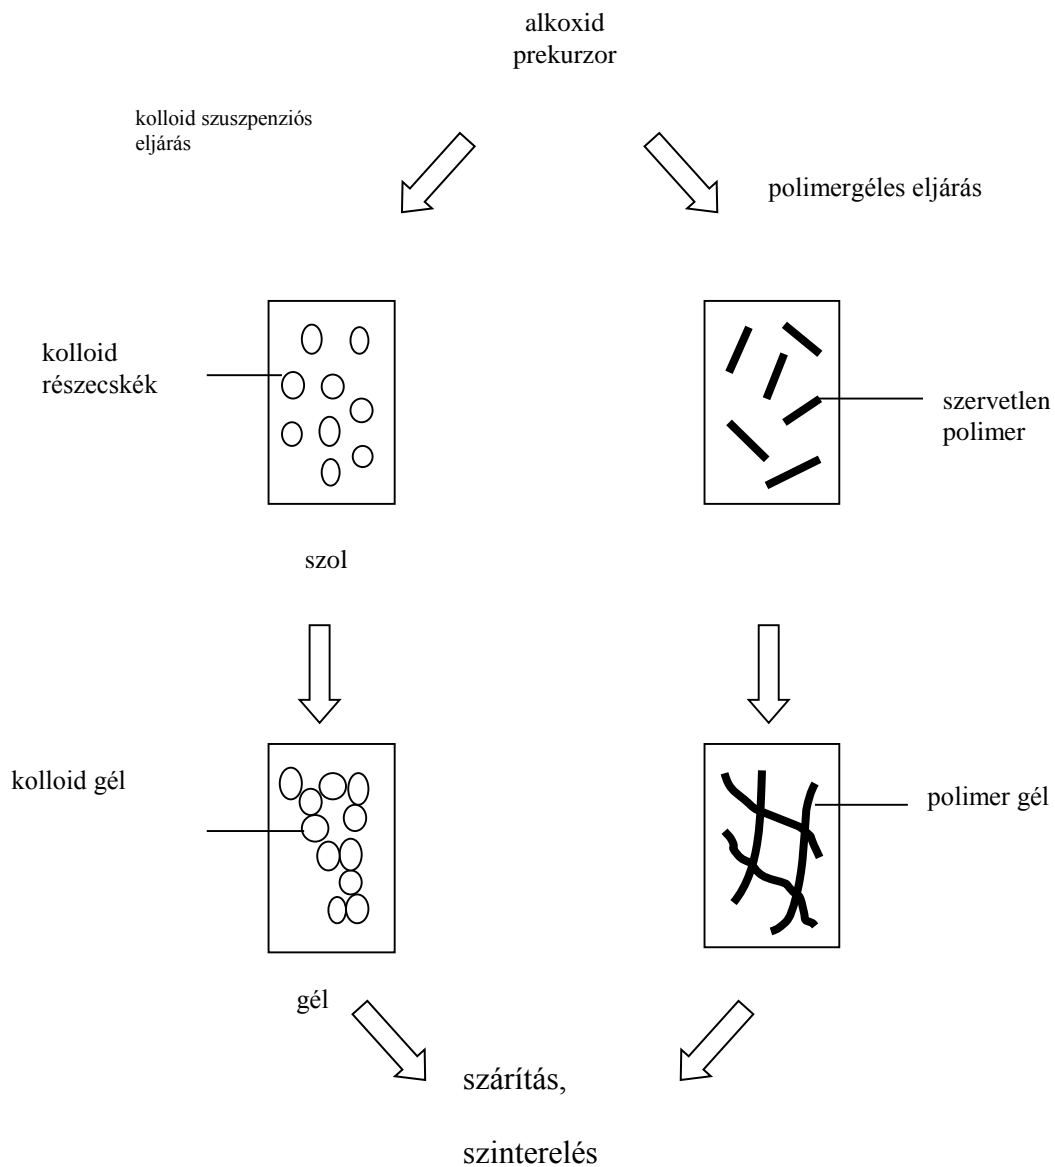 alkoxid
prekurzor
kolloid szuszpenziós
eljárás
polimergéles eljárás
kolloid
részecskék
szervetlen
polimer
szol
kolloid gél
polimer gél
gél
szárítás,
szinterelés